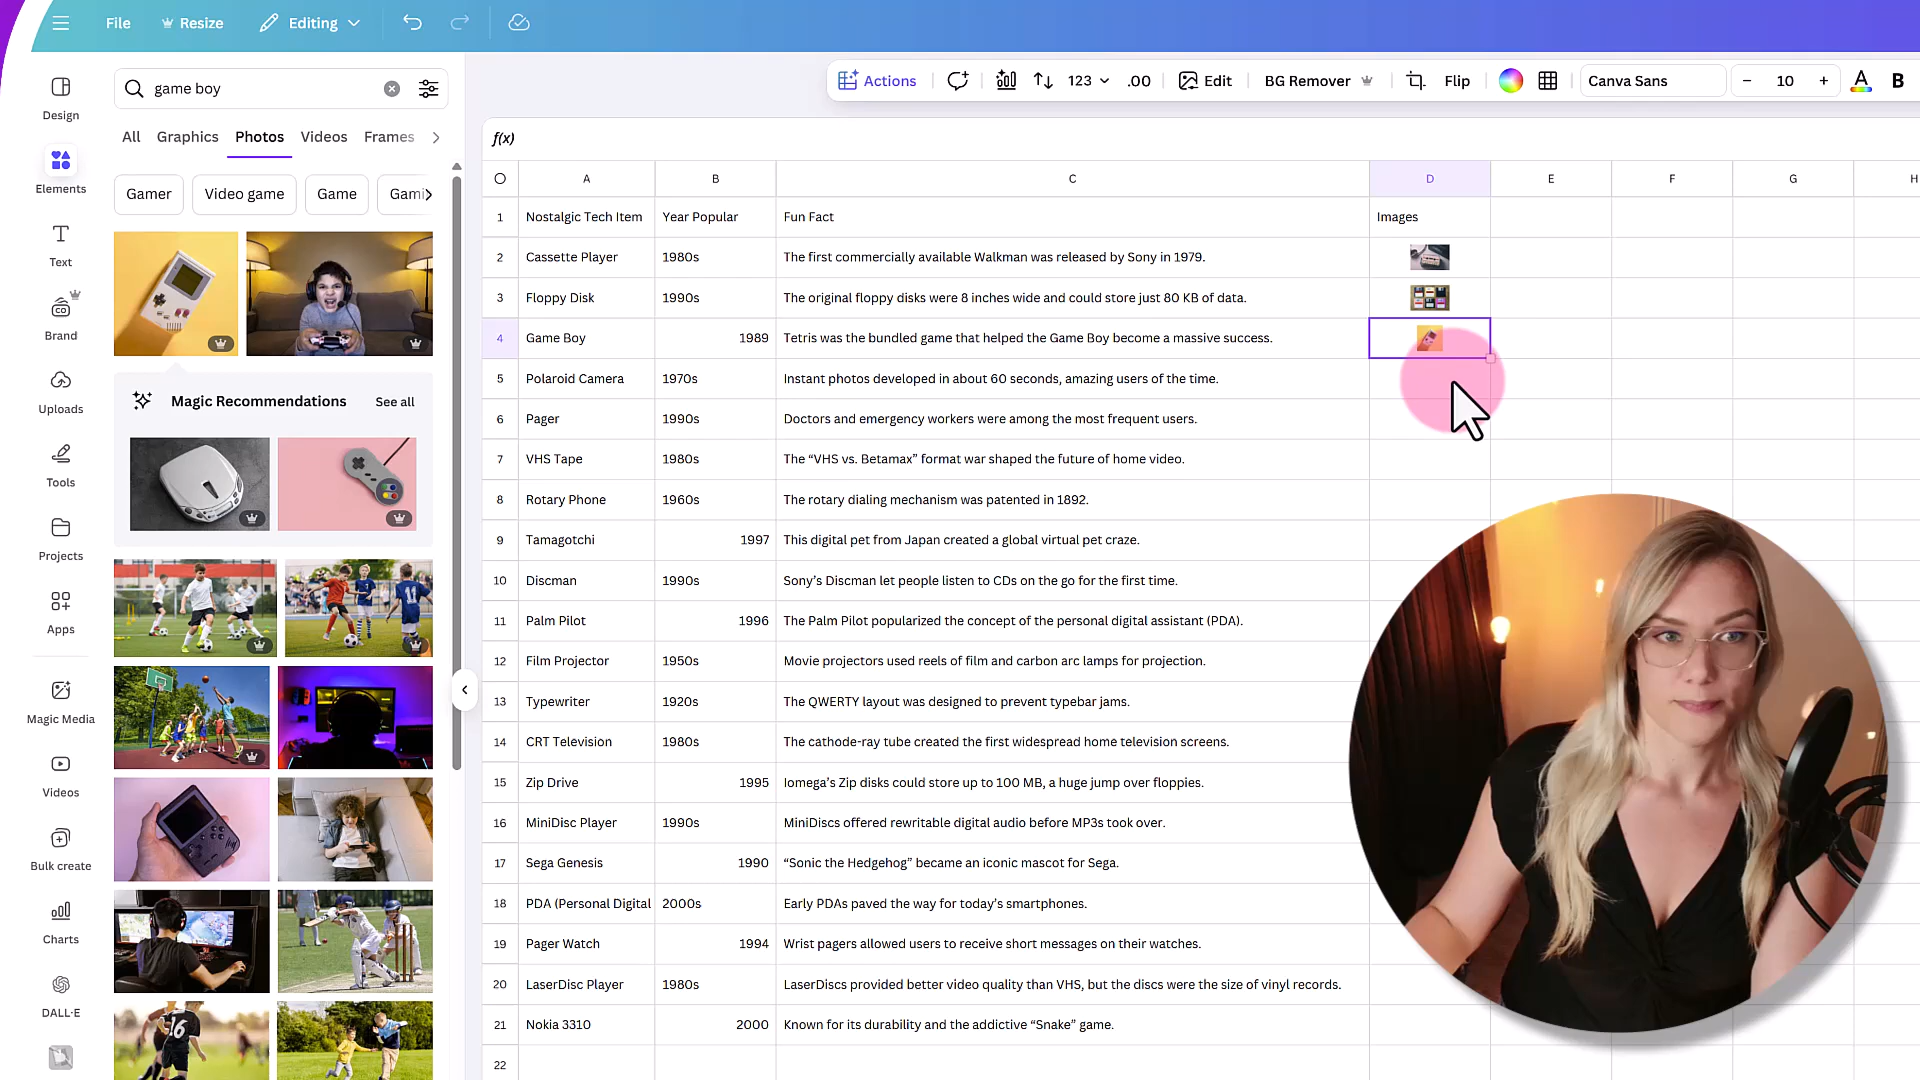 File Resize Editing
game boy
Actions 123 .00 Edit BG Remover Flip Canva Sans − 10 + A B
Design
Elements
Text
Brand
Uploads
Tools
Projects
Apps
Magic Media
Videos
Bulk create
Charts
DALL·E
All Graphics Photos Videos Frames
Gamer Video game Game Gami
Magic Recommendations See all
f(x)
A B C D E F G H
1 Nostalgic Tech Item Year Popular Fun Fact Images
2 Cassette Player 1980s The first commercially available Walkman was released by Sony in 1979.
3 Floppy Disk 1990s The original floppy disks were 8 inches wide and could store just 80 KB of data.
4 Game Boy 1989 Tetris was the bundled game that helped the Game Boy become a massive success.
5 Polaroid Camera 1970s Instant photos developed in about 60 seconds, amazing users of the time.
6 Pager 1990s Doctors and emergency workers were among the most frequent users.
7 VHS Tape 1980s The “VHS vs. Betamax” format war shaped the future of home video.
8 Rotary Phone 1960s The rotary dialing mechanism was patented in 1892.
9 Tamagotchi 1997 This digital pet from Japan created a global virtual pet craze.
10 Discman 1990s Sony’s Discman let people listen to CDs on the go for the first time.
11 Palm Pilot 1996 The Palm Pilot popularized the concept of the personal digital assistant (PDA).
12 Film Projector 1950s Movie projectors used reels of film and carbon arc lamps for projection.
13 Typewriter 1920s The QWERTY layout was designed to prevent typebar jams.
14 CRT Television 1980s The cathode-ray tube created the first widespread home television screens.
15 Zip Drive 1995 Iomega’s Zip disks could store up to 100 MB, a huge jump over floppies.
16 MiniDisc Player 1990s MiniDiscs offered rewritable digital audio before MP3s took over.
17 Sega Genesis 1990 “Sonic the Hedgehog” became an iconic mascot for Sega.
18 PDA (Personal Digital 2000s Early PDAs paved the way for today’s smartphones.
19 Pager Watch 1994 Wrist pagers allowed users to receive short messages on their watches.
20 LaserDisc Player 1980s LaserDiscs provided better video quality than VHS, but the discs were the size of vinyl records.
21 Nokia 3310 2000 Known for its durability and the addictive “Snake” game.
22